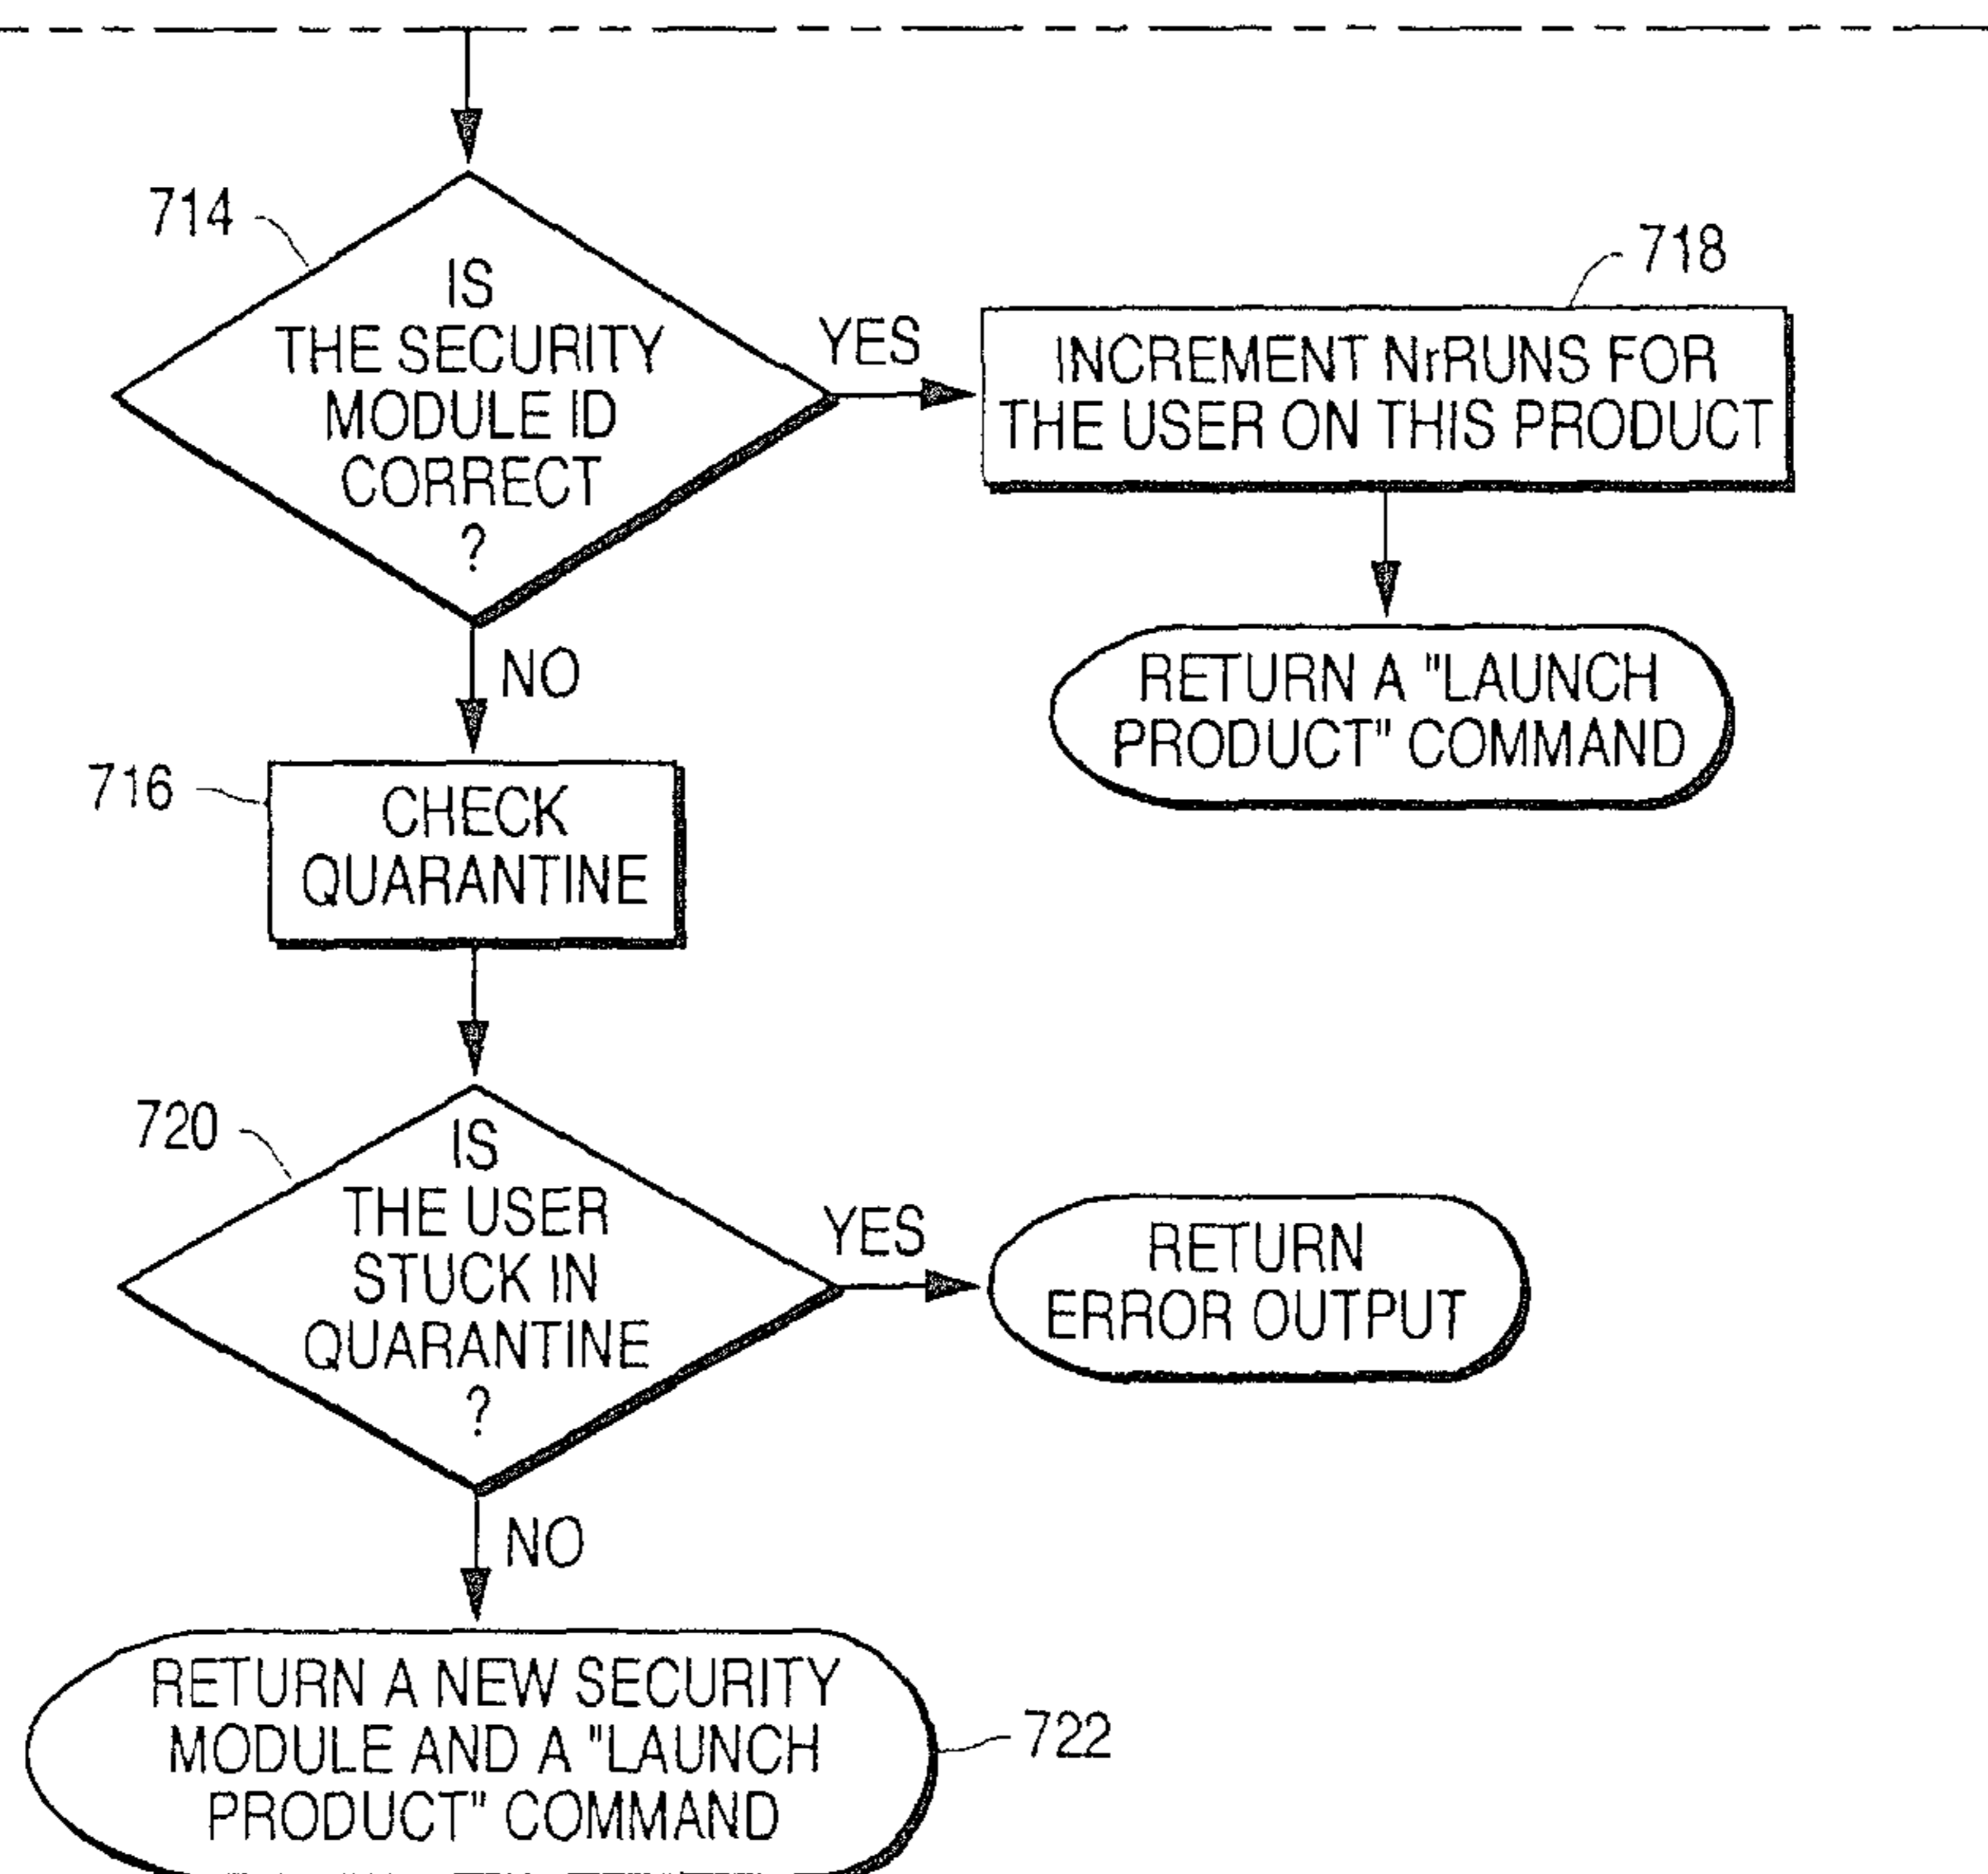 714
IS
THE SECURITY
MODULE ID
CORRECT
?
YES
718
INCREMENT NrRUNS FOR
THE USER ON THIS PRODUCT
RETURN A "LAUNCH
PRODUCT" COMMAND
NO
716
CHECK
QUARANTINE
720
IS
THE USER
STUCK IN
QUARANTINE
?
YES
RETURN
ERROR OUTPUT
NO
RETURN A NEW SECURITY
MODULE AND A "LAUNCH
PRODUCT" COMMAND
722